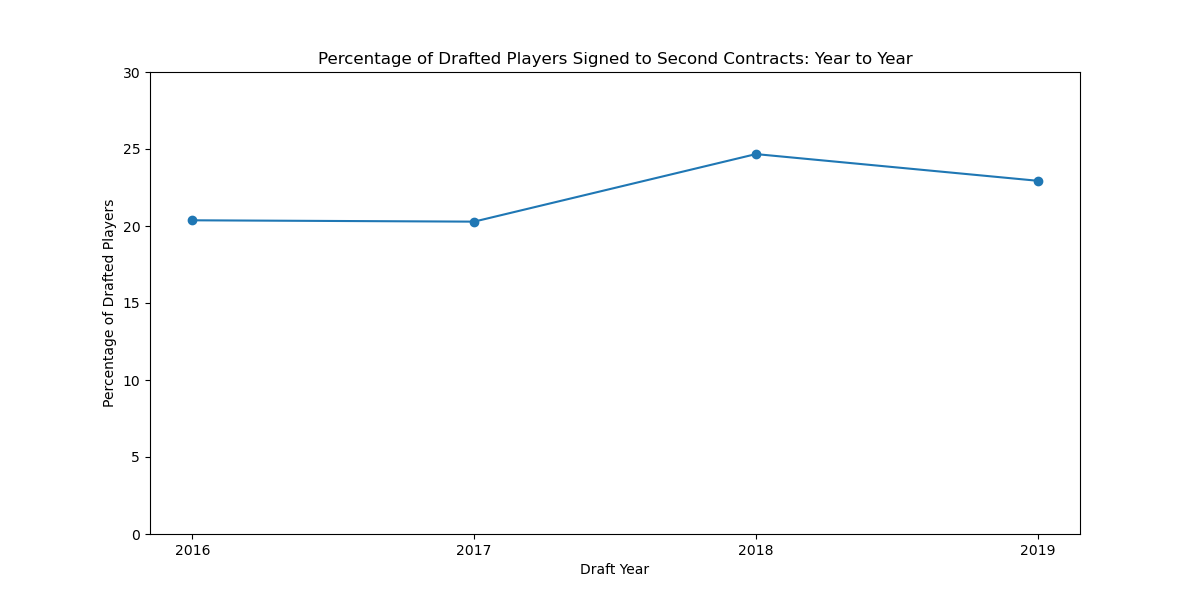 Percentage of Drafted Players Signed to Second Contracts: Year to Year
Percentage of Drafted Players
30
25
20
15
10
5
0
2016 2017 2018 2019
Draft Year